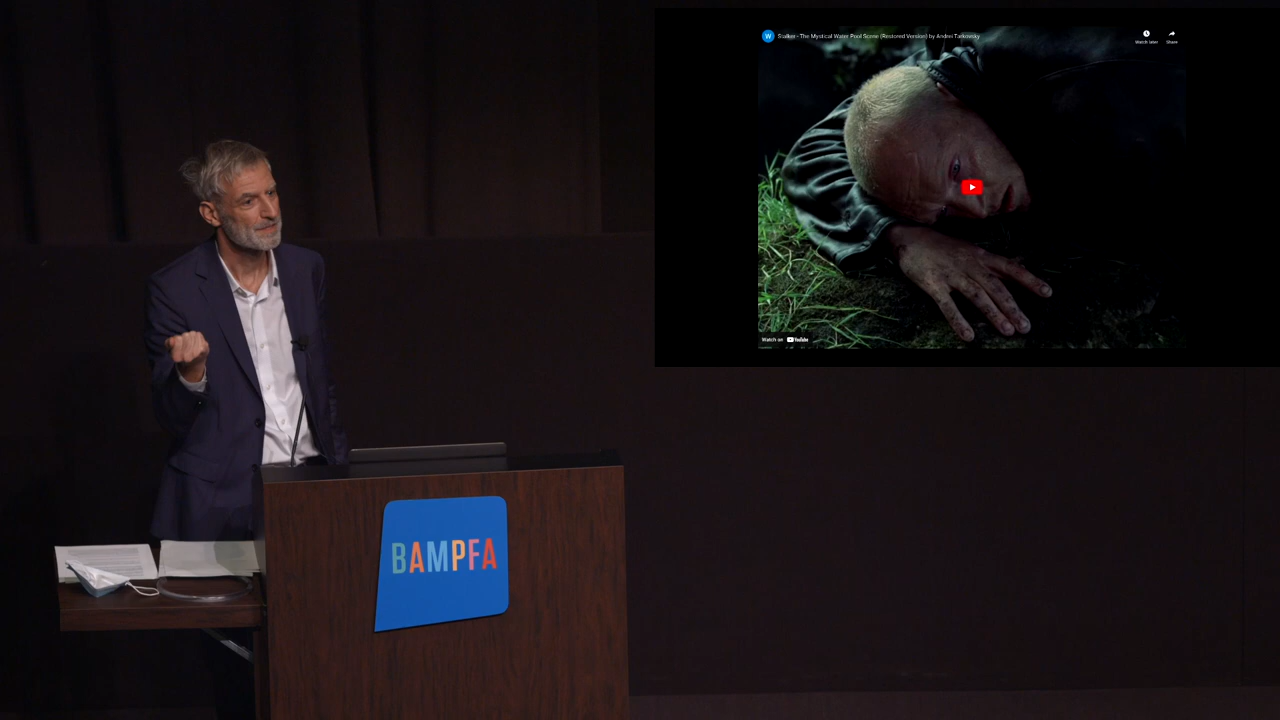 W Stalker - The Mystical Water Pool Scene (Restored Version) by Andrei Tarkovsky
Watch later
Share
Watch on YouTube
BAMPFA